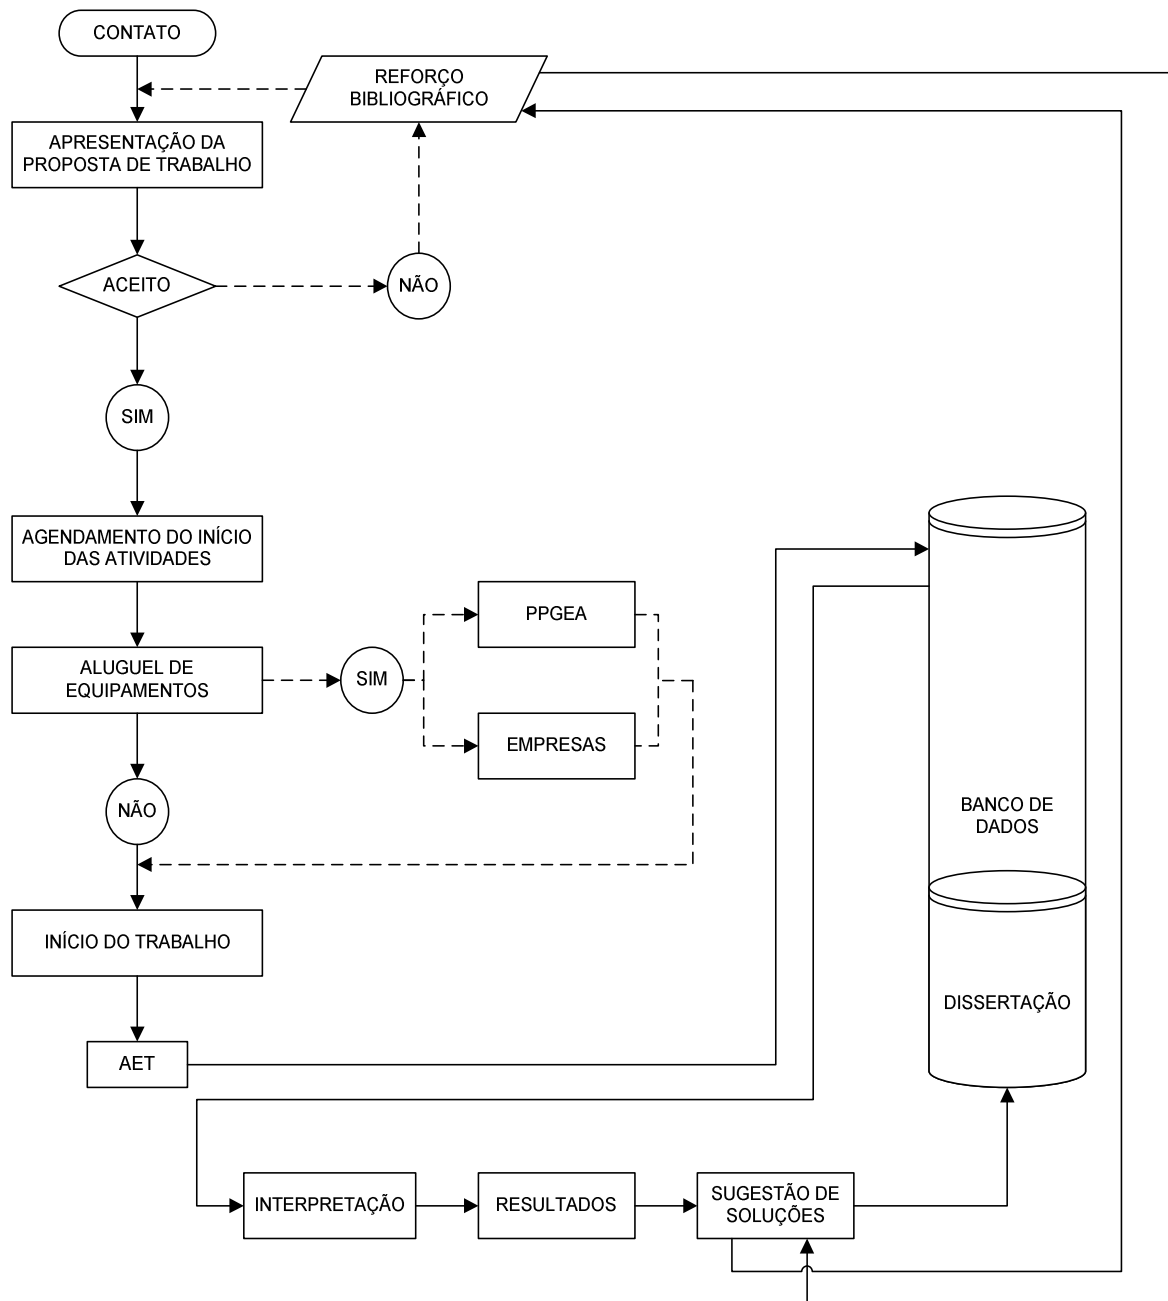 CONTATO
REFORÇO
BIBLIOGRÁFICO
APRESENTAÇÃO DA
PROPOSTA DE TRABALHO
ACEITO
NÃO
SIM
AGENDAMENTO DO INÍCIO
DAS ATIVIDADES
PPGEA
ALUGUEL DE
EQUIPAMENTOS
SIM
EMPRESAS
NÃO
BANCO DE
DADOS
INÍCIO DO TRABALHO
DISSERTAÇÃO
AET
INTERPRETAÇÃO
RESULTADOS
SUGESTÃO DE
SOLUÇÕES